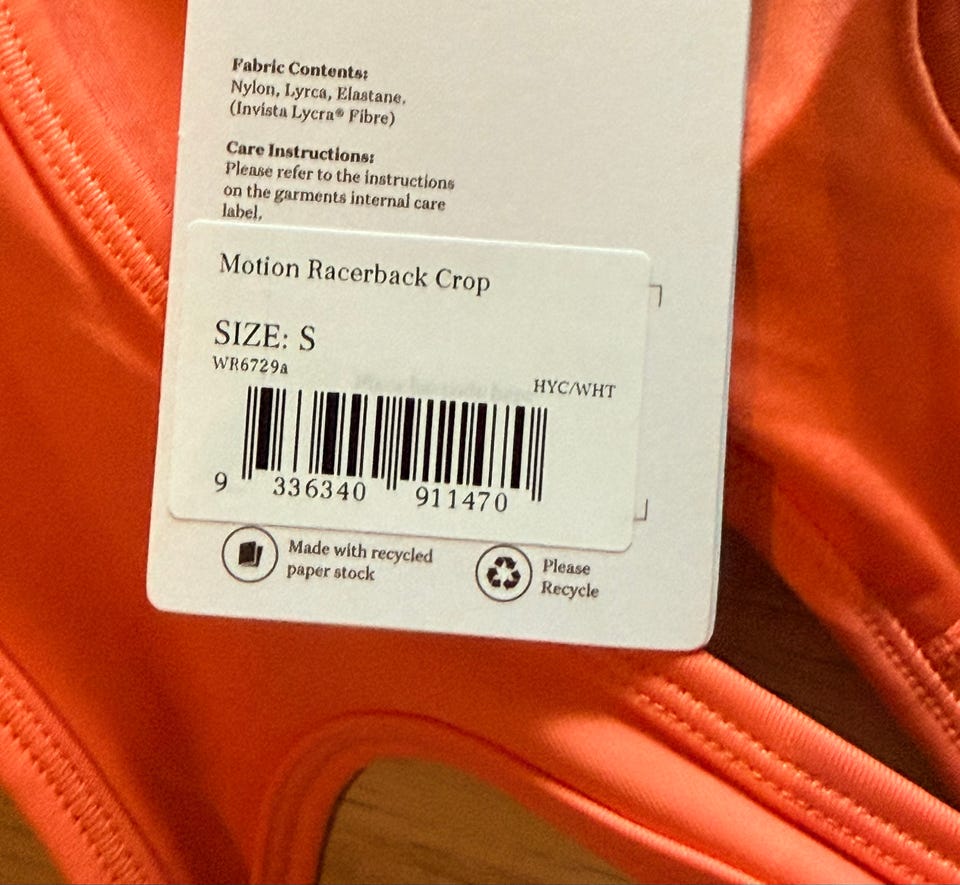 Fabric Contents:
Nylon, Lyrca, Elastane.
(Invista Lycra® Fibre)
Care Instructions:
Please refer to the instructions
on the garments internal care
label.
Motion Racerback Crop
SIZE: S
WR6729a
HYC/WHT
9 336340 911470
Made with recycled
paper stock
Please
Recycle